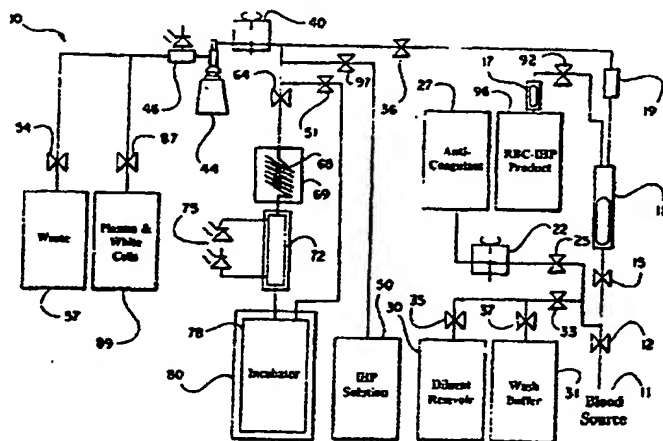 10
40
46
64
97
51
36
27
17
92
96
19
54
87
44
68
69
Anti-
Coagulant
RBC-IHP
Product
18
75
72
22
25
15
Waste
Plasma &
White
Cells
50
35
37
33
12
30
78
57
89
80
Incubator
IHP
Solution
Diluent
Reservoir
Wash
Buffer
31
11
Blood
Source